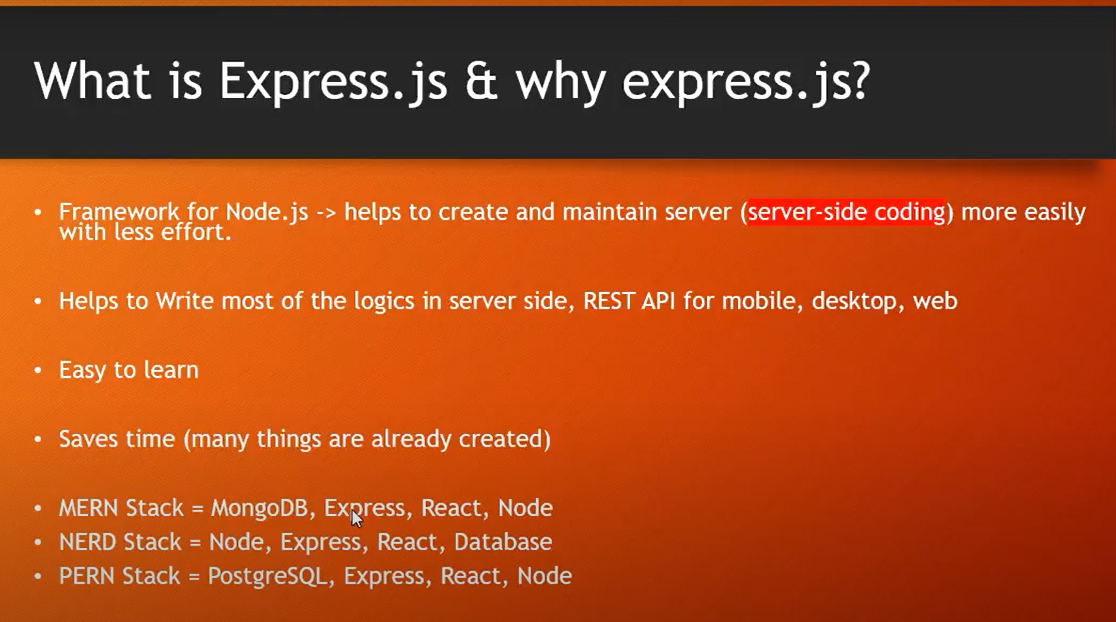 What is Express.js & why express.js?
• Framework for Node.js -> helps to create and maintain server (server-side coding) more easily
with less effort.
• Helps to Write most of the logics in server side, REST API for mobile, desktop, web
• Easy to learn
• Saves time (many things are already created)
• MERN Stack = MongoDB, Express, React, Node
• NERD Stack = Node, Express, React, Database
• PERN Stack = PostgreSQL, Express, React, Node